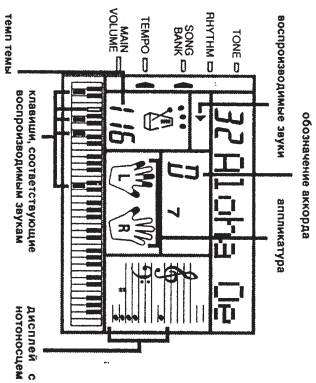 обозначение аккорда
воспроизводимые звуки
аппликатура
TONE
32 Aloha Oe
RHYTHM
SONG
BANK
D 7
TEMPO
116
L R
MAIN
VOLUME
темп темы
клавиши, соответствующие
воспроизводимым звукам
дисплей с
нотоносцем